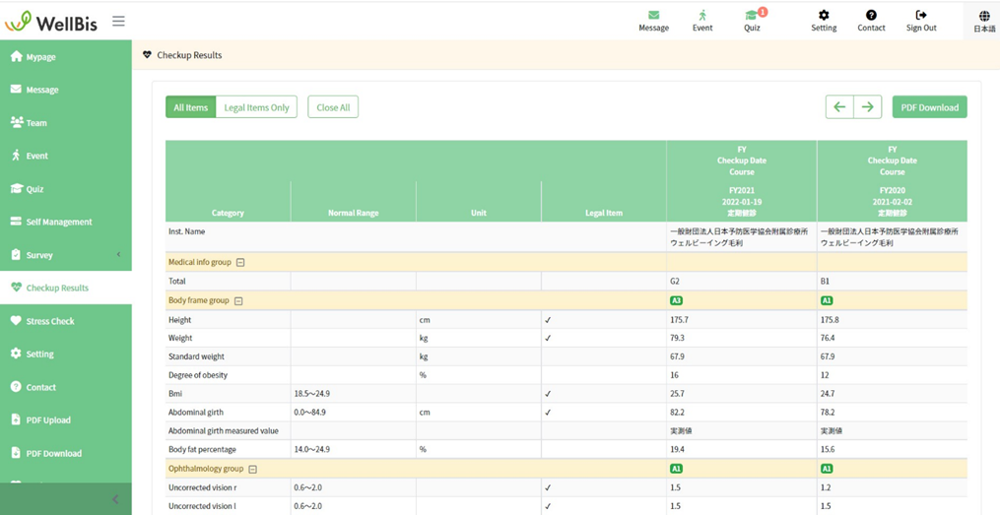 WellBis
Message
Event
1
Quiz
Setting
Contact
Sign Out
日本語
Mypage
Message
Team
Event
Quiz
Self Management
Survey
Checkup Results
Stress Check
Setting
Contact
PDF Upload
PDF Download
Checkup Results
All Items Legal Items Only Close All PDF Download
FY FY
Checkup Date Checkup Date
Course Course
FY2021 FY2020
2022-01-19 2021-02-02
Category Normal Range Unit Legal Item 定期健診 定期健診
Inst. Name 一般財団法人日本予防医学協会附属診療所 一般財団法人日本予防医学協会附属診療所
ウェルビーイング毛利 ウェルビーイング毛利
Medical info group
Total G2 B1
Body frame group A3 A1
Height cm ✓ 175.7 175.8
Weight kg ✓ 79.3 76.4
Standard weight kg 67.9 67.9
Degree of obesity % 16 12
Bmi 18.5～24.9 ✓ 25.7 24.7
Abdominal girth 0.0～84.9 cm ✓ 82.2 78.2
Abdominal girth measured value 実測値 実測値
Body fat percentage 14.0～24.9 % 19.4 15.6
Ophthalmology group A1 A1
Uncorrected vision r 0.6～2.0 ✓ 1.5 1.2
Uncorrected vision l 0.6～2.0 ✓ 1.5 1.5